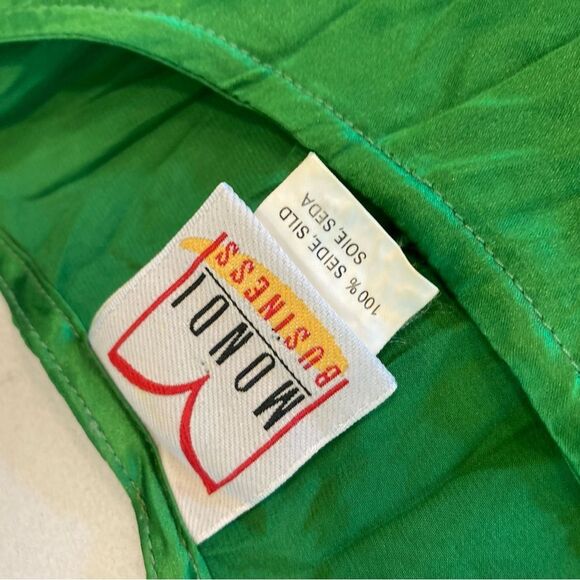 MONDI
BUSINESS
100% SEIDE, SILD
SOIE, SEDA